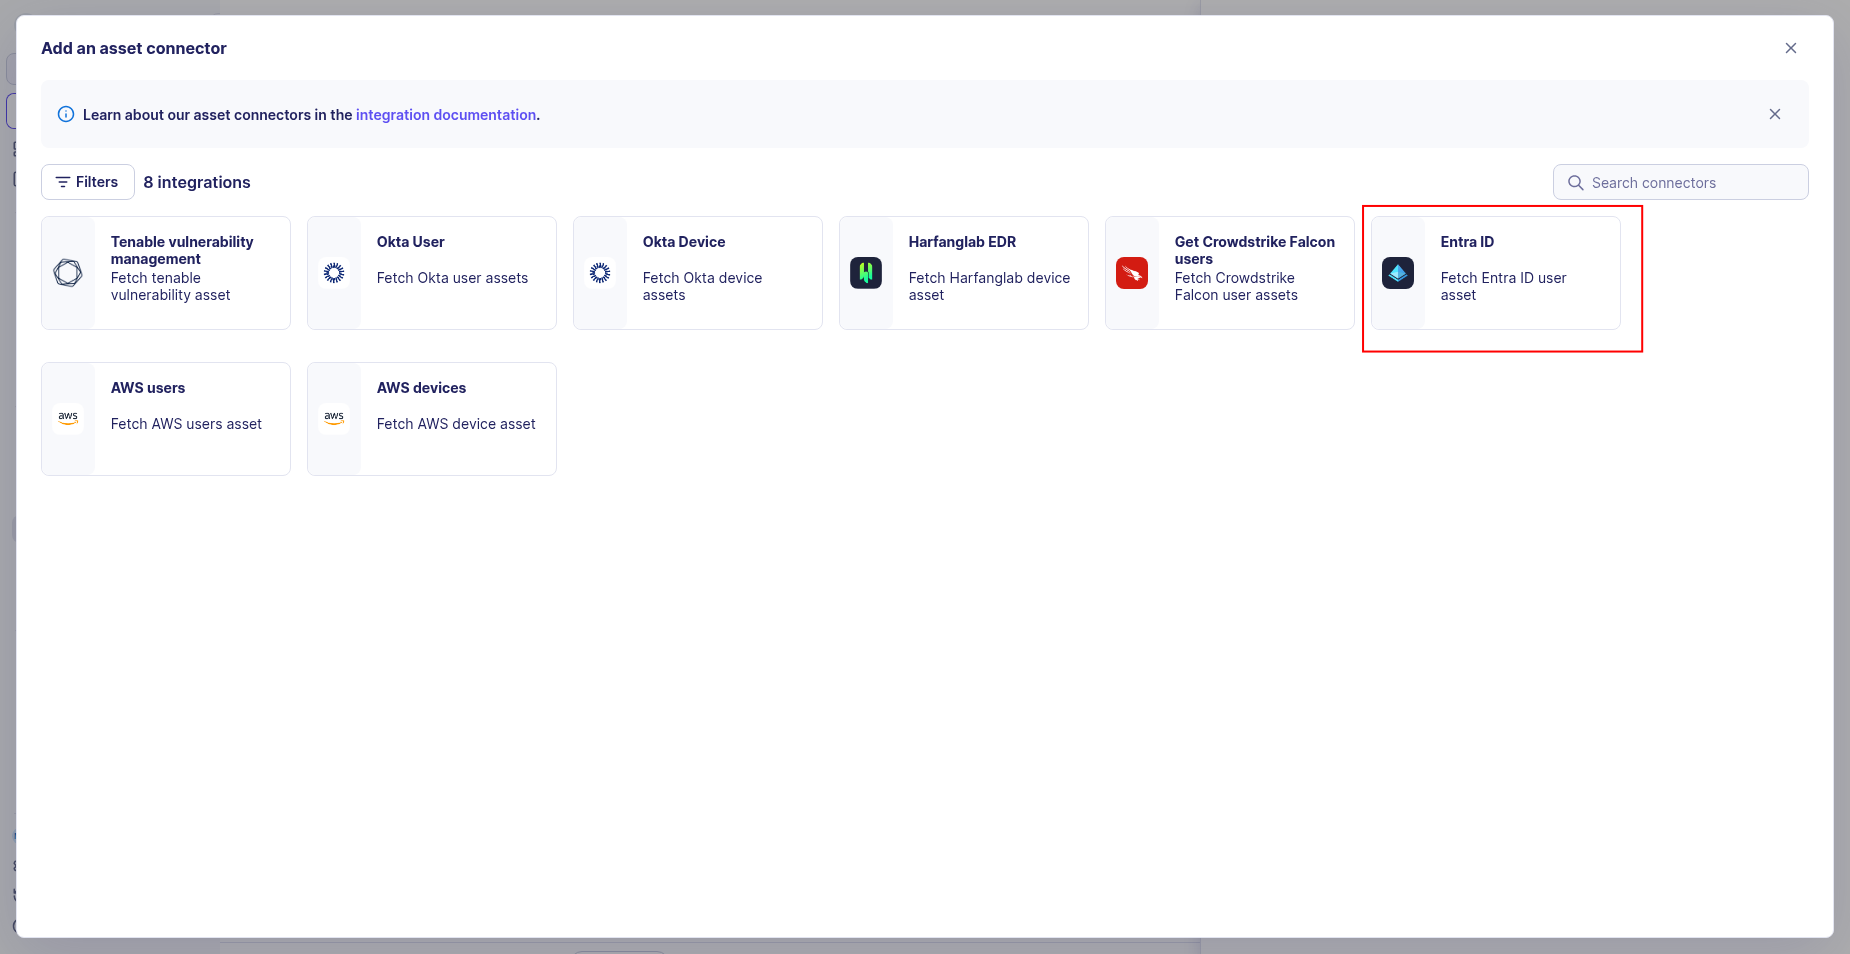 Add an asset connector
Learn about our asset connectors in the integration documentation.
Filters
8 integrations
Search connectors
Tenable vulnerability
management
Fetch tenable
vulnerability asset
Okta User
Fetch Okta user assets
Okta Device
Fetch Okta device
assets
Harfanglab EDR
Fetch Harfanglab device
asset
Get Crowdstrike Falcon
users
Fetch Crowdstrike
Falcon user assets
Entra ID
Fetch Entra ID user
asset
aws
AWS users
Fetch AWS users asset
aws
AWS devices
Fetch AWS device asset